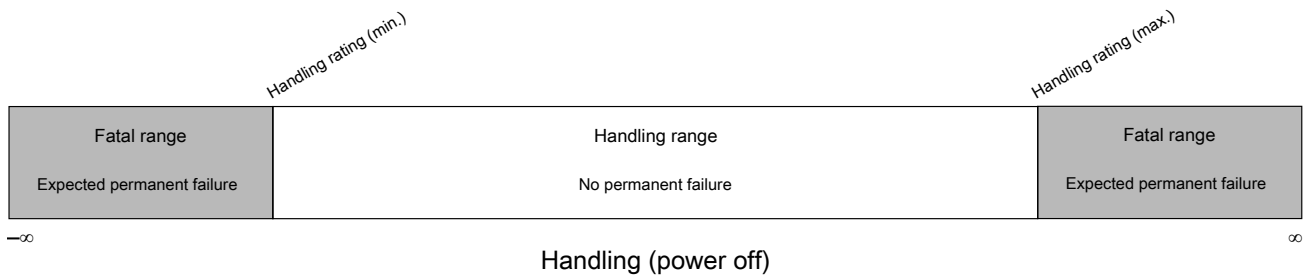 Handling rating (min.)
Handling rating (max.)
Fatal range
Handling range
Fatal range
Expected permanent failure
No permanent failure
Expected permanent failure
–∞
∞
Handling (power off)